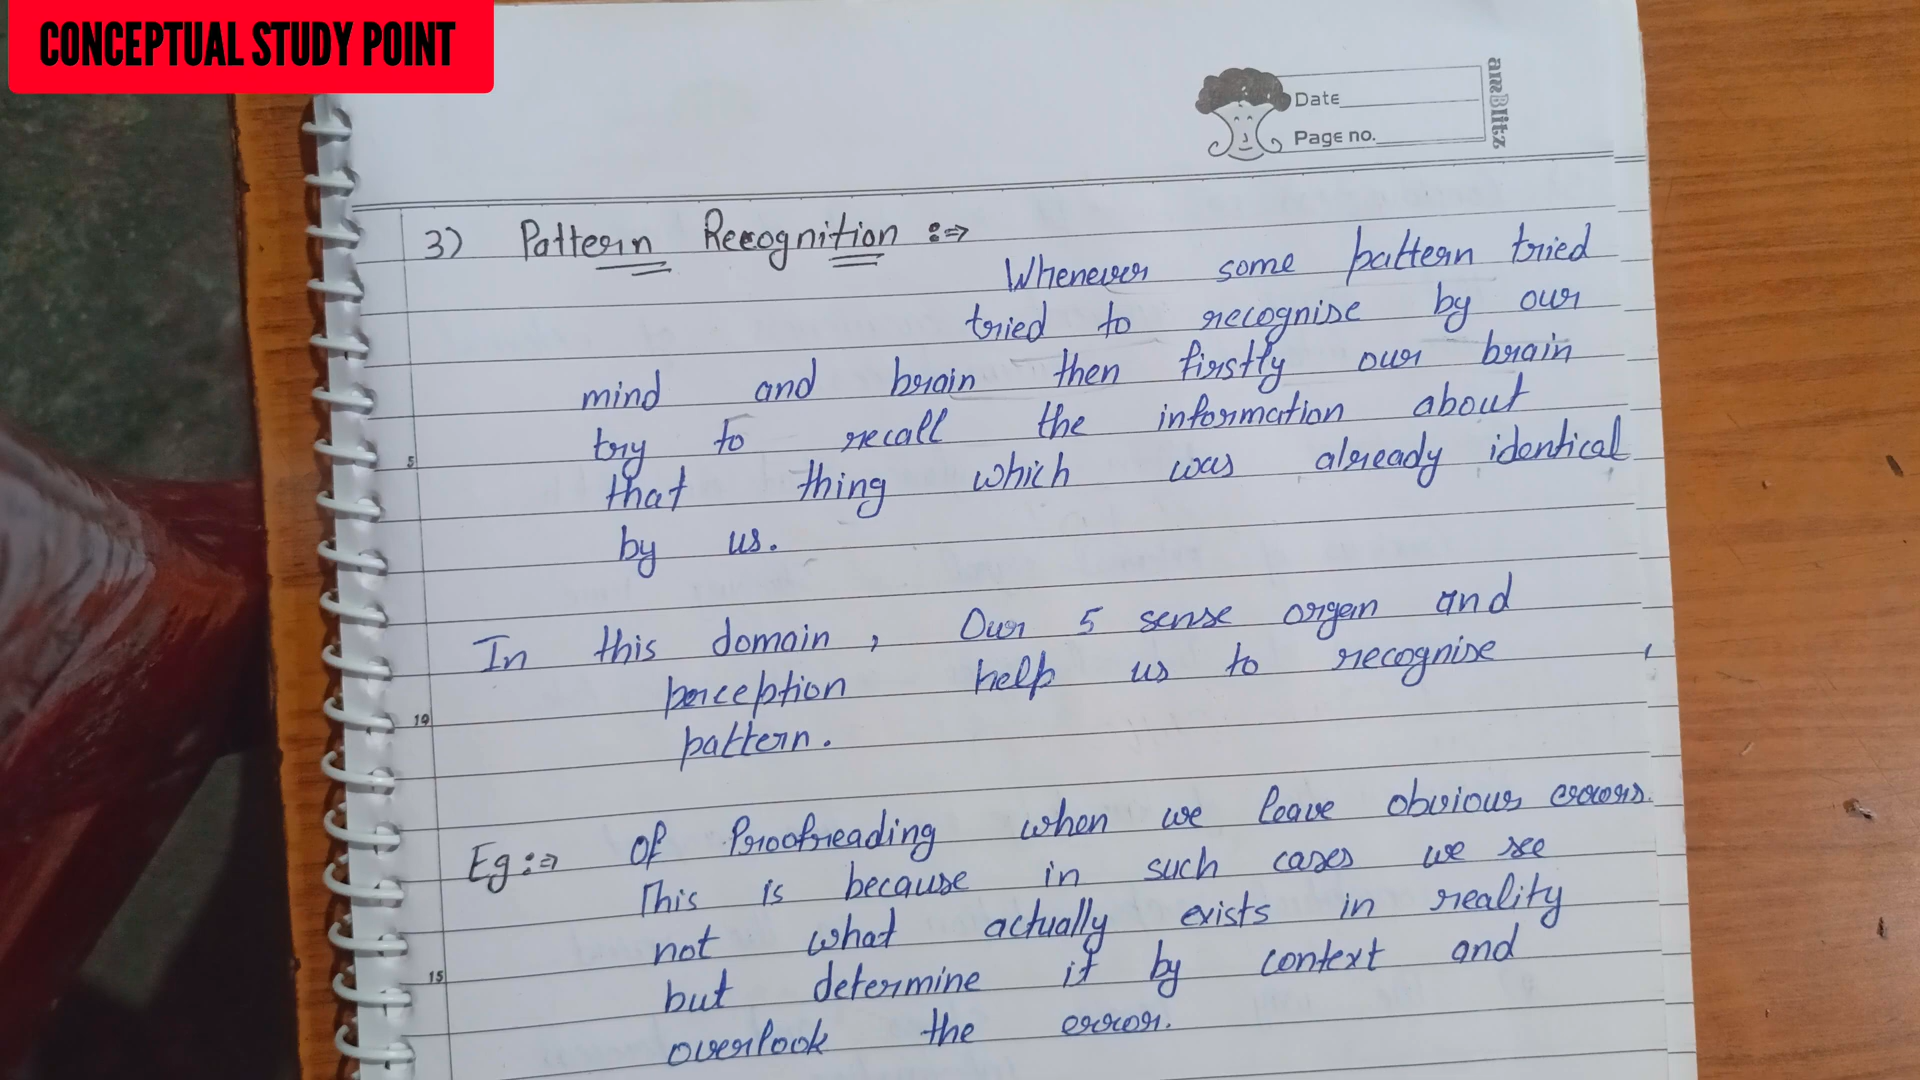 CONCEPTUAL STUDY POINT
amBlitz
Date
Page no.
3) Pattern Recognition :⇒
Whenever some pattern tried
tried to recognise by our
mind and brain then firstly our brain
try to recall the information about
that thing which was already identical
by us.
In this domain, Our 5 sense organ and
perception help us to recognise
pattern.
Eg :⇒ Of Proofreading when we leave obvious errors.
This is because in such cases we see
not what actually exists in reality
but determine it by context and
overlook the error.
5
10
15